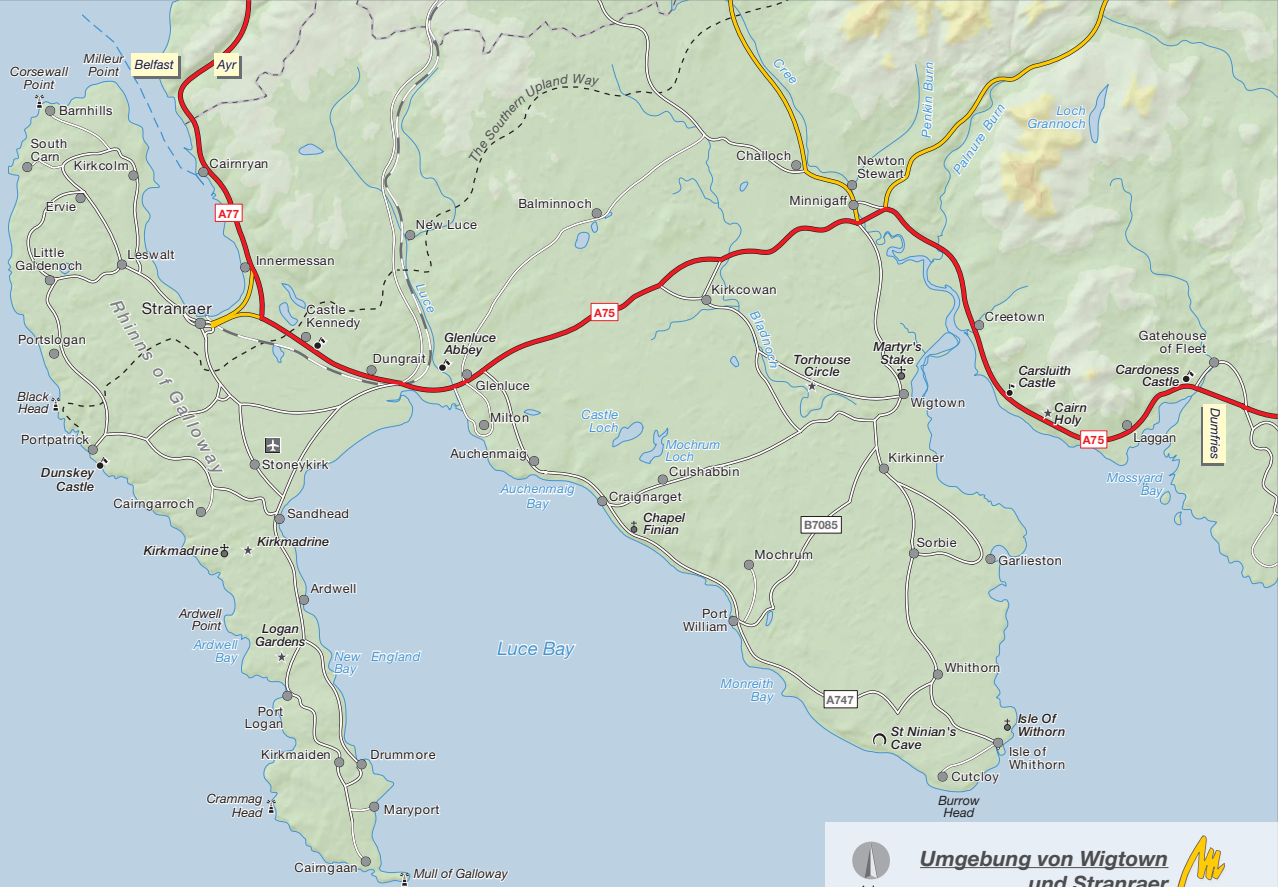 Milleur
Point
Belfast
Ayr
Corsewall
Point
Barnhills
South
Carn
Kirkcolm
Ervie
Cairnryan
A77
Little
Galdenoch
Leswalt
Innermessan
Stranraer
Castle
Kennedy
Portslogan
Rhinns of Galloway
Black
Head
Portpatrick
Dunskey
Castle
Stoneykirk
Cairngarroch
Sandhead
Kirkmadrine
Kirkmadrine
Ardwell
Ardwell
Point
Ardwell
Bay
Logan
Gardens
New England
Bay
Port
Logan
Kirkmaiden
Drummore
Crammag
Head
Maryport
Cairngaan
Mull of Galloway
The Southern Upland Way
New Luce
Luce
Balminnoch
Dungrait
Glenluce
Abbey
Glenluce
Milton
Auchenmaig
Auchenmaig
Bay
A75
Castle
Loch
Mochrum
Loch
Culshabbin
Craignarget
Chapel
Finian
Luce Bay
Cree
Penkin Burn
Palnure Burn
Loch
Grannoch
Challoch
Newton
Stewart
Minnigaff
Kirkcowan
Bladnoch
Torhouse
Circle
Martyr's
Stake
Wigtown
Creetown
Carsluith
Castle
Cairn
Holy
A75
Gatehouse
of Fleet
Cardoness
Castle
Laggan
Dumfries
Mossyard
Bay
Kirkinner
B7085
Sorbie
Garlieston
Mochrum
Port
William
Monreith
Bay
A747
Whithorn
St Ninian's
Cave
Isle Of
Withorn
Isle of
Whithorn
Cutcloy
Burrow
Head
Umgebung von Wigtown
und Stranraer